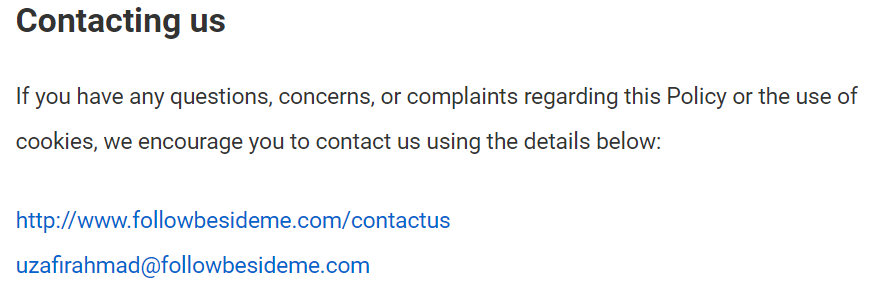 Contacting us
If you have any questions, concerns, or complaints regarding this Policy or the use of
cookies, we encourage you to contact us using the details below:
http://www.followbesideme.com/contactus
uzafirahmad@followbesideme.com